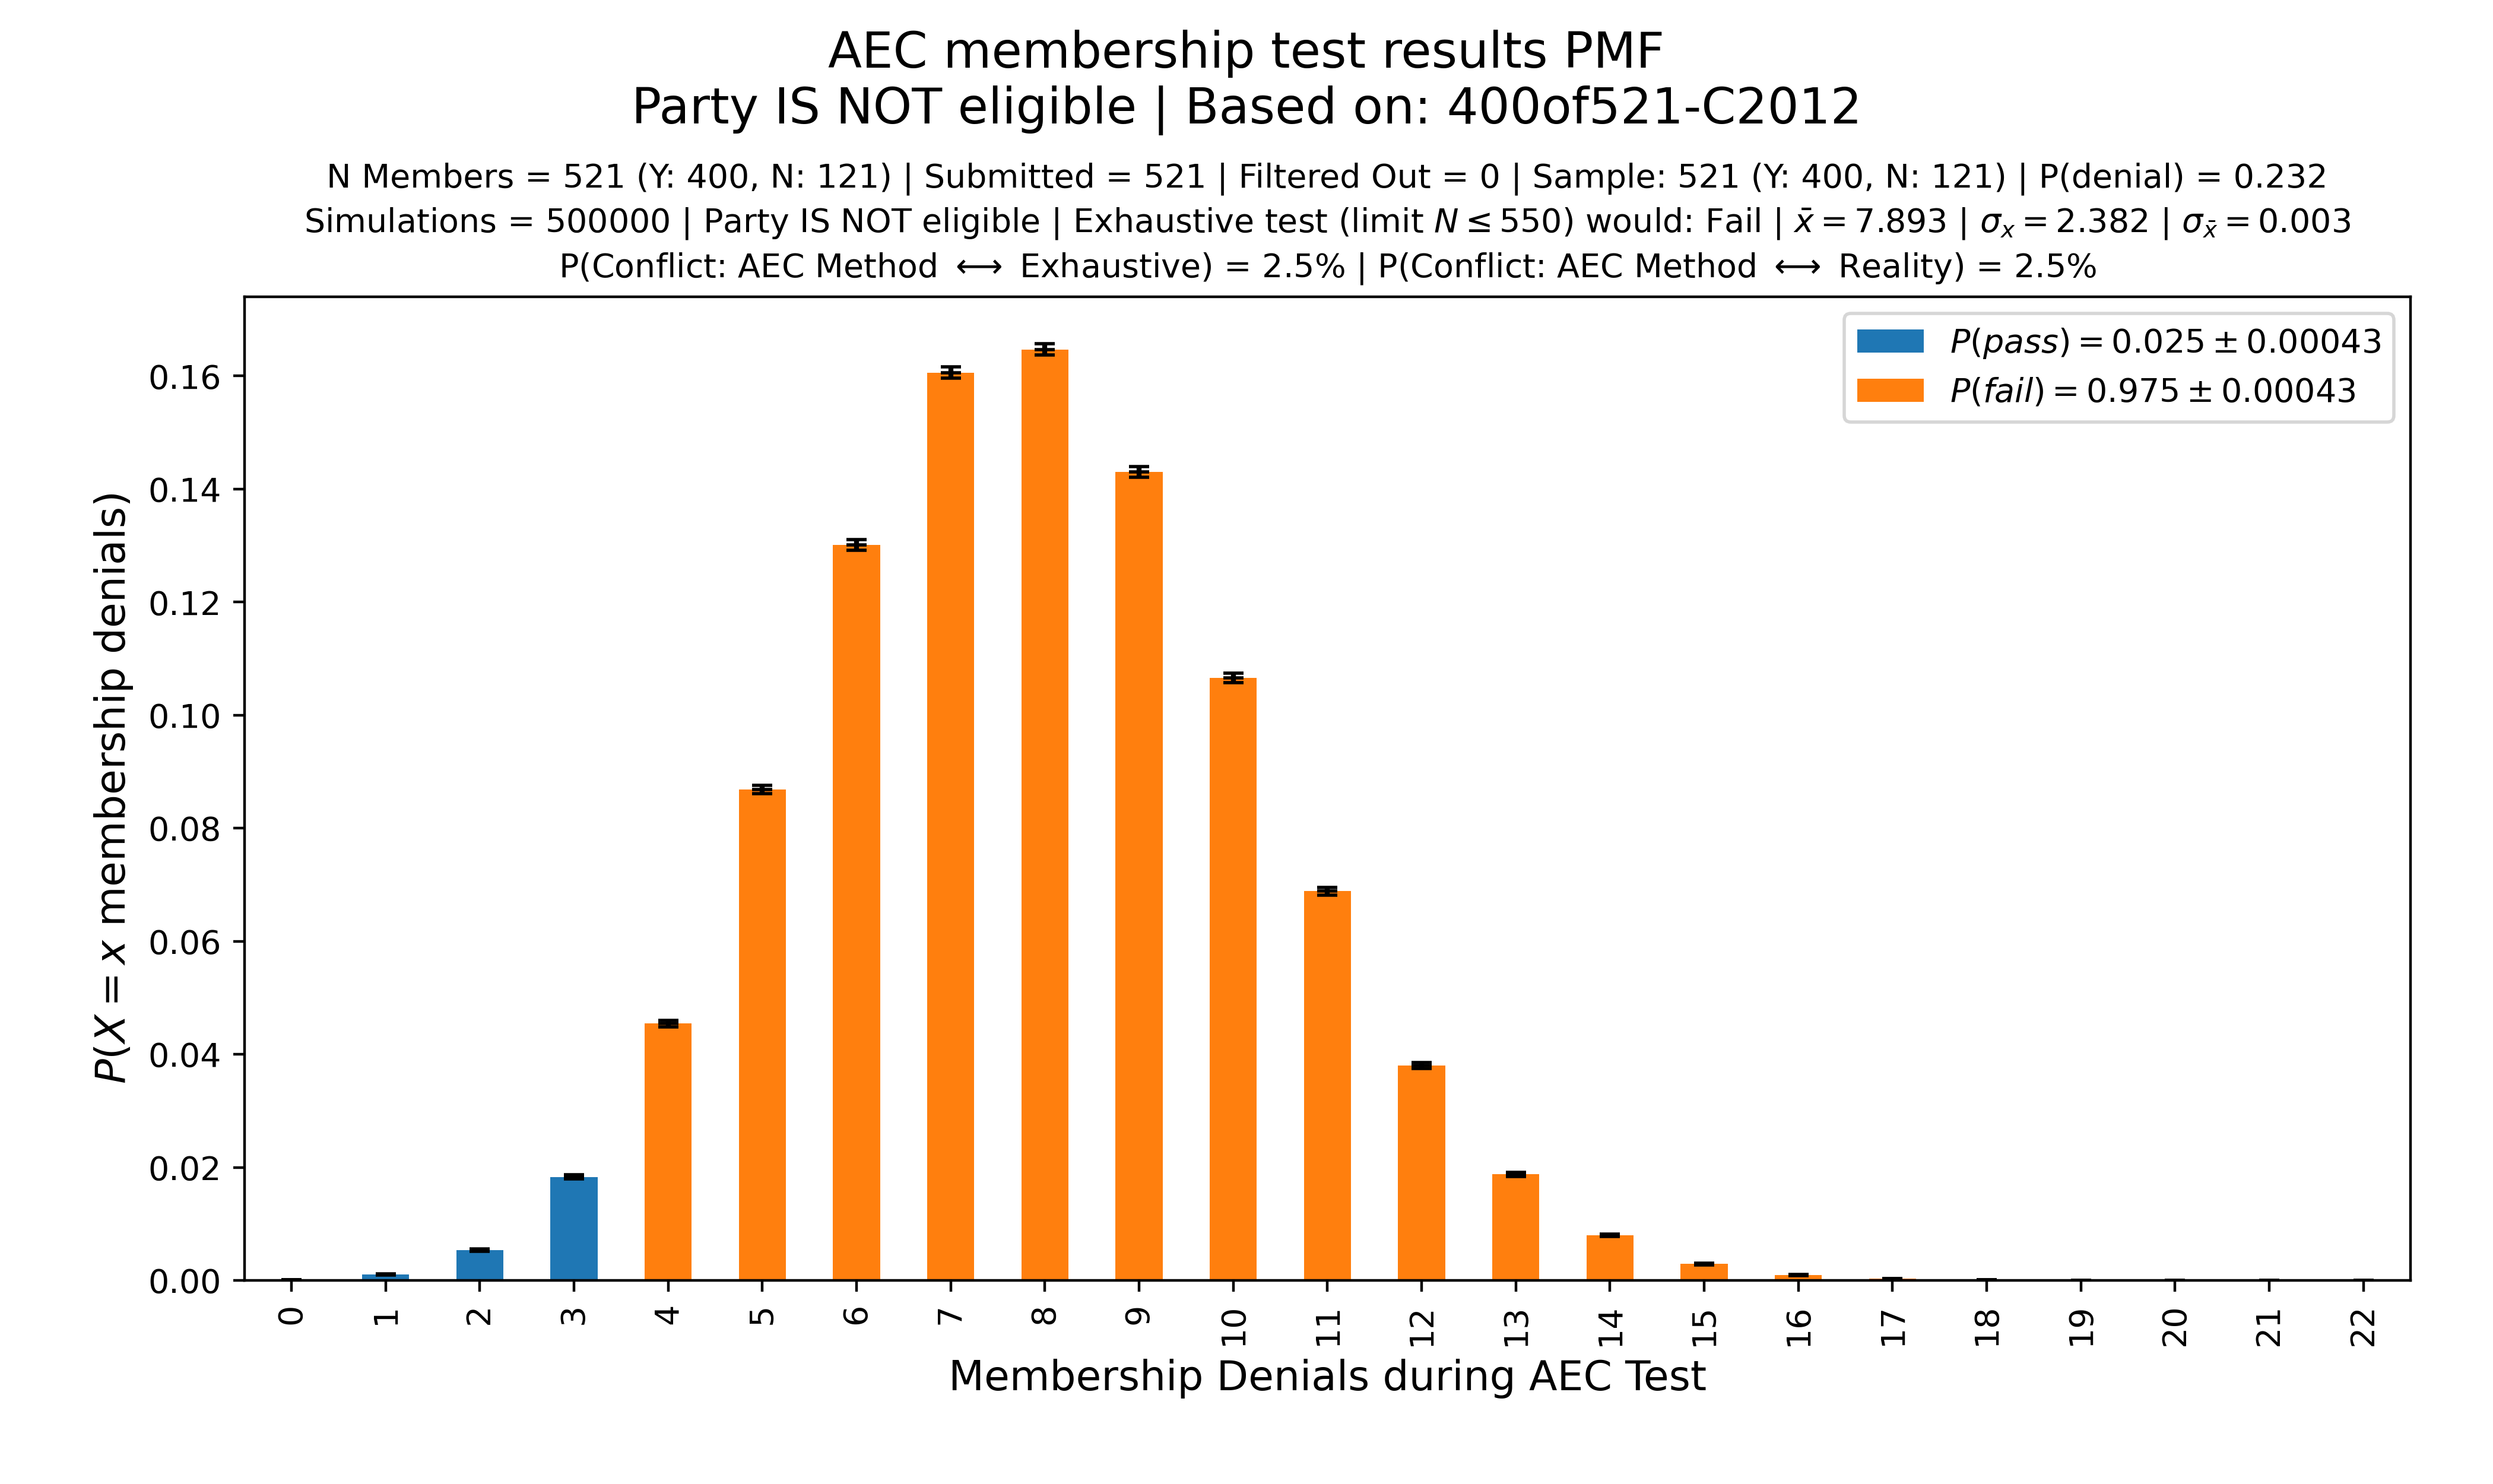 AEC membership test results PMF
Party IS NOT eligible | Based on: 400of521-C2012
N Members = 521 (Y: 400, N: 121) | Submitted = 521 | Filtered Out = 0 | Sample: 521 (Y: 400, N: 121) | P(denial) = 0.232
Simulations = 500000 | Party IS NOT eligible | Exhaustive test (limit N ≤ 550) would: Fail | x̄ = 7.893 | σₓ = 2.382 | σ_x̄ = 0.003
P(Conflict: AEC Method ⟷ Exhaustive) = 2.5% | P(Conflict: AEC Method ⟷ Reality) = 2.5%
P(pass) = 0.025 ± 0.00043
P(fail) = 0.975 ± 0.00043
P(X = x membership denials)
0.16
0.14
0.12
0.10
0.08
0.06
0.04
0.02
0.00
0 1 2 3 4 5 6 7 8 9 10 11 12 13 14 15 16 17 18 19 20 21 22
Membership Denials during AEC Test